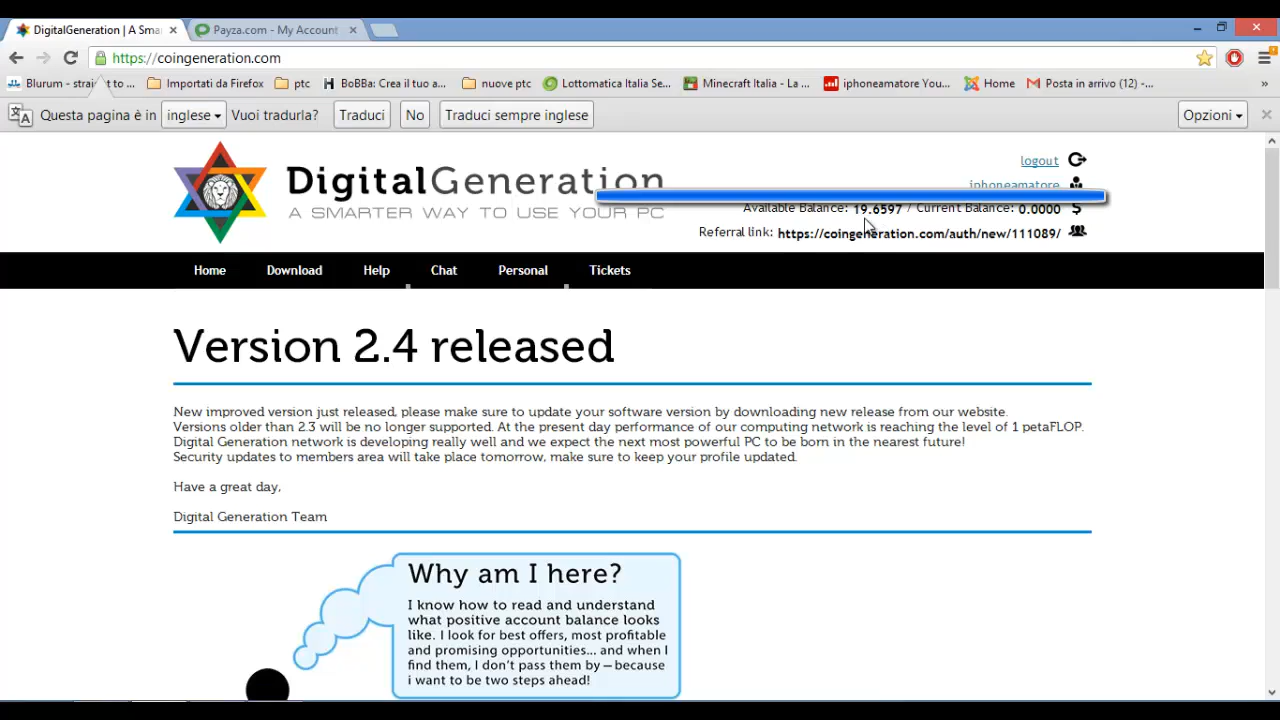 DigitalGeneration | A Sma
Payza.com - My Account
https://coingeneration.com
Blurum - straight to ...
Importati da Firefox
ptc
BoBBa: Crea il tuo a...
nuove ptc
Lottomatica Italia Se...
Minecraft Italia - La ...
iphoneamatore You...
Home
Posta in arrivo (12) - ...
»
Questa pagina è in
inglese
Vuoi tradurla?
Traduci
No
Traduci sempre inglese
Opzioni
DigitalGeneration
A SMARTER WAY TO USE YOUR PC
logout
iphoneamatore
Available Balance: 19.6597 / Current Balance: 0.0000 $
Referral link: https://coingeneration.com/auth/new/111089/
Home
Download
Help
Chat
Personal
Tickets
Version 2.4 released
New improved version just released, please make sure to update your software version by downloading new release from our website.
Versions older than 2.3 will be no longer supported. At the present day performance of our computing network is reaching the level of 1 petaFLOP.
Digital Generation network is developing really well and we expect the next most powerful PC to be born in the nearest future!
Security updates to members area will take place tomorrow, make sure to keep your profile updated.
Have a great day,
Digital Generation Team
Why am I here?
I know how to read and understand
what positive account balance looks
like. I look for best offers, most profitable
and promising opportunities... and when I
find them, I don't pass them by – because
i want to be two steps ahead!